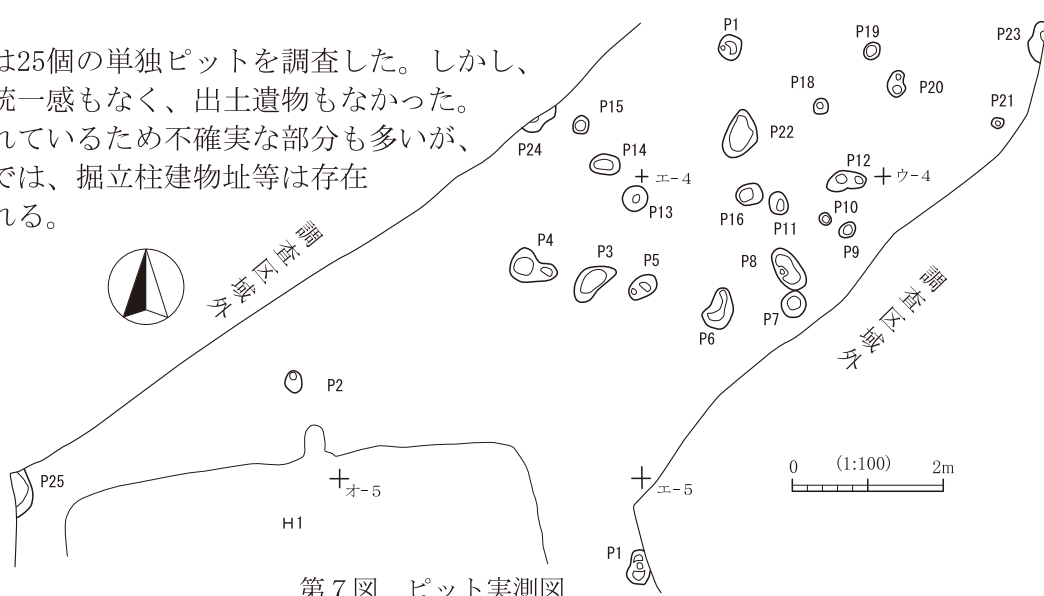 は25個の単独ピットを調査した。しかし、
統一感もなく、出土遺物もなかった。
れているため不確実な部分も多いが、
では、掘立柱建物址等は存在
れる。
P1
P19
P23
P18
P20
P21
P15
P24
P22
P14
エ-4
P12
ウ-4
P13
P16
P11
P10
P9
P4
P3
P5
P8
P7
P6
調査区域外
調査区域外
P2
P25
オ-5
エ-5
0 (1:100) 2m
H1
P1
第7図 ピット実測図